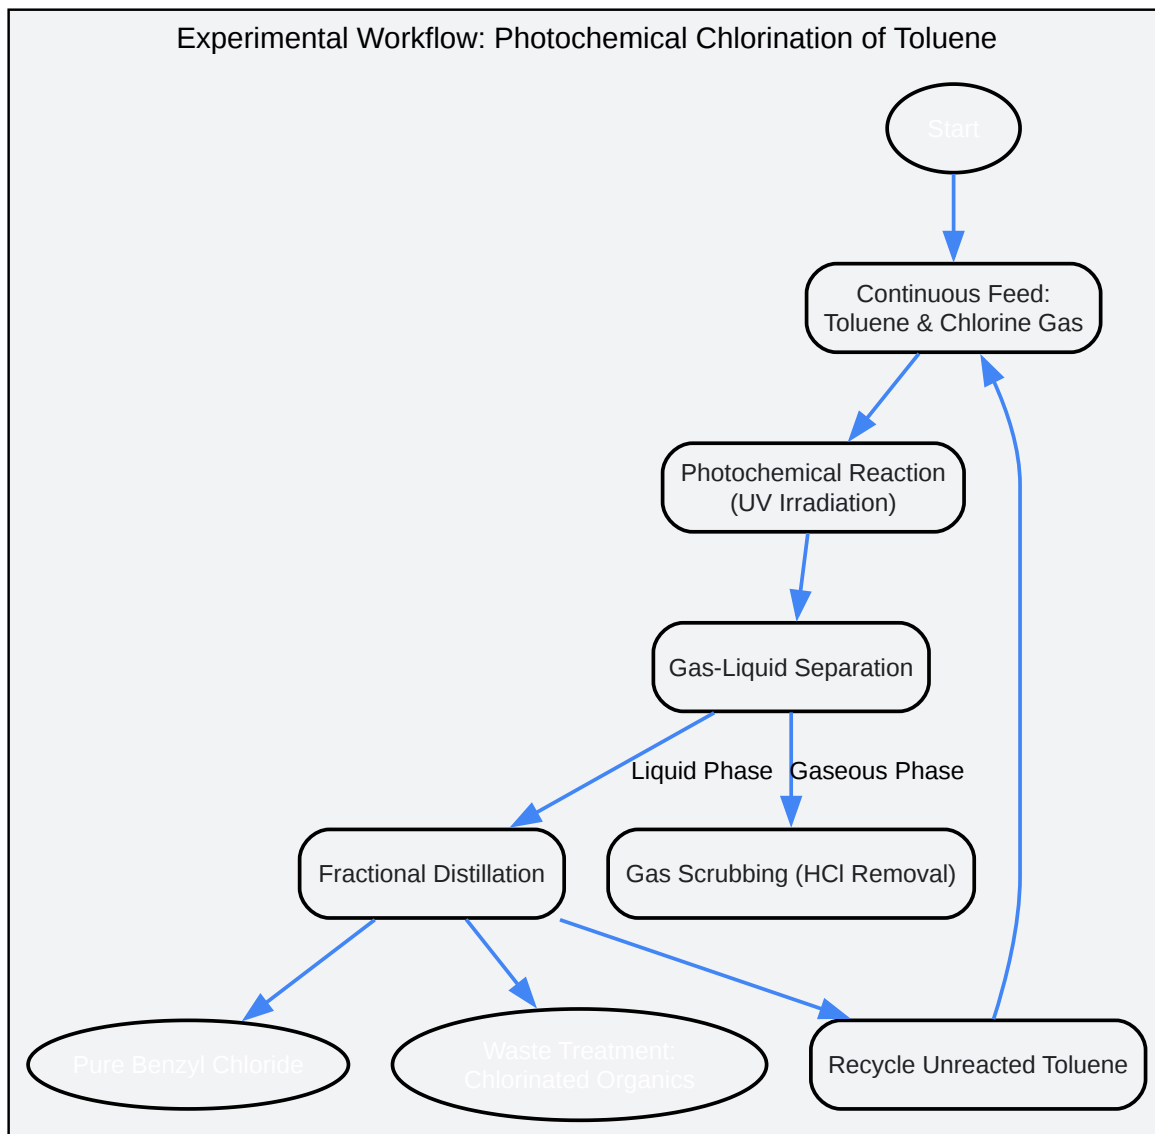 Experimental Workflow: Photochemical Chlorination of Toluene
Start
Continuous Feed:
Toluene & Chlorine Gas
Photochemical Reaction
(UV Irradiation)
Gas-Liquid Separation
Liquid Phase
Gaseous Phase
Fractional Distillation
Gas Scrubbing (HCl Removal)
Pure Benzyl Chloride
Waste Treatment:
Chlorinated Organics
Recycle Unreacted Toluene